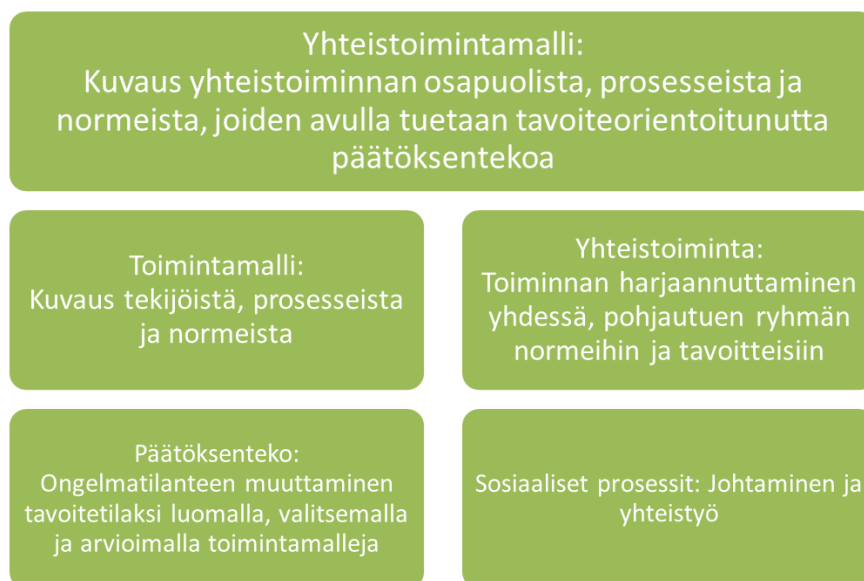 Yhteistoimintamalli:
Kuvaus yhteistoiminnan osapuolista, prosesseista ja
normeista, joiden avulla tuetaan tavoiteorientoitunutta
päätöksentekoa
Toimintamalli:
Kuvaus tekijöistä, prosesseista
ja normeista
Yhteistoiminta:
Toiminnan harjaannuttaminen
yhdessä, pohjautuen ryhmän
normeihin ja tavoitteisiin
Päätöksenteko:
Ongelmatilanteen muuttaminen
tavoitetilaksi luomalla, valitsemalla
ja arvioimalla toimintamalleja
Sosiaaliset prosessit: Johtaminen ja
yhteistyö